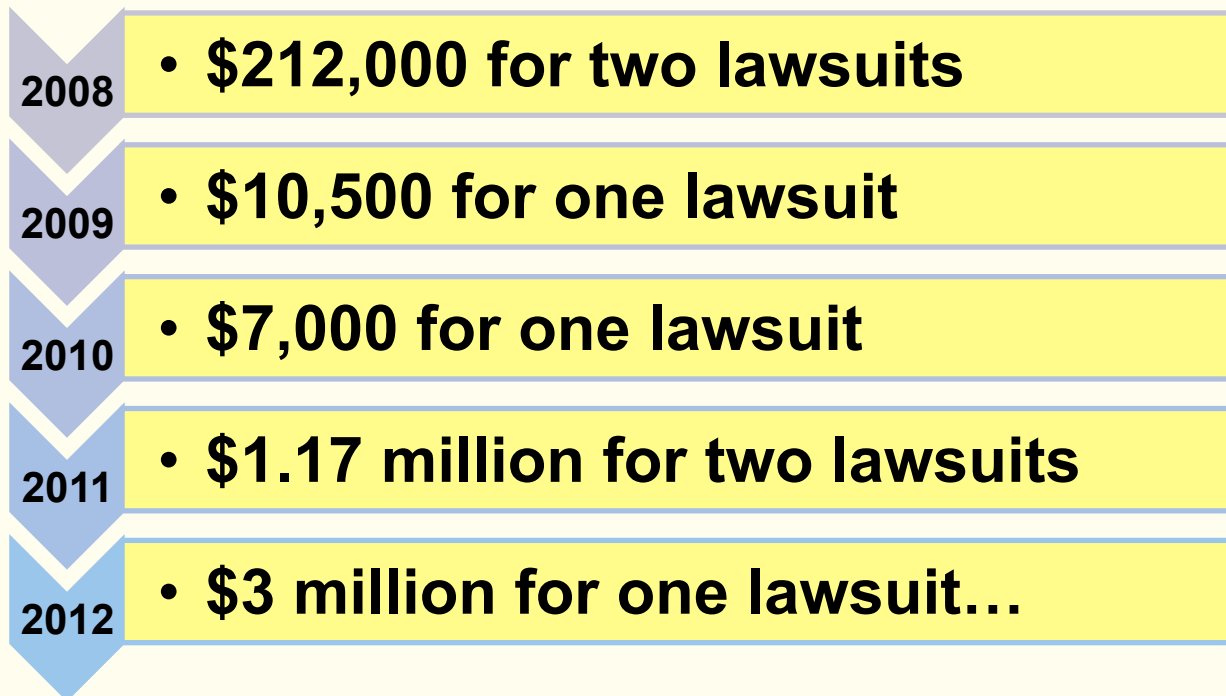 2008
• $212,000 for two lawsuits
2009
• $10,500 for one lawsuit
2010
• $7,000 for one lawsuit
2011
• $1.17 million for two lawsuits
2012
• $3 million for one lawsuit…